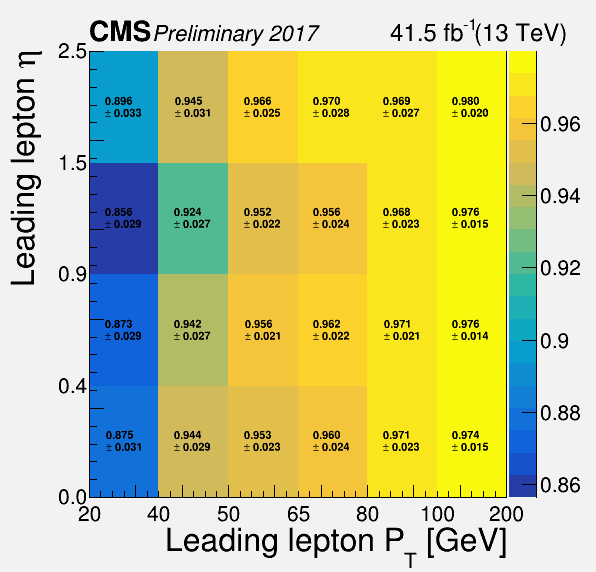 CMS Preliminary 2017 41.5 fb-1(13 TeV)
Leading lepton η
2.5
1.5
0.9
0.4
0.0
0.896 0.945 0.966 0.970 0.969 0.980
± 0.033 ± 0.031 ± 0.025 ± 0.028 ± 0.027 ± 0.020
0.856 0.924 0.952 0.956 0.968 0.976
± 0.029 ± 0.027 ± 0.022 ± 0.024 ± 0.023 ± 0.015
0.873 0.942 0.956 0.962 0.971 0.976
± 0.029 ± 0.027 ± 0.021 ± 0.022 ± 0.021 ± 0.014
0.875 0.944 0.953 0.960 0.971 0.974
± 0.031 ± 0.029 ± 0.023 ± 0.024 ± 0.023 ± 0.015
20 40 50 65 80 100 200
Leading lepton PT [GeV]
0.96
0.94
0.92
0.9
0.88
0.86